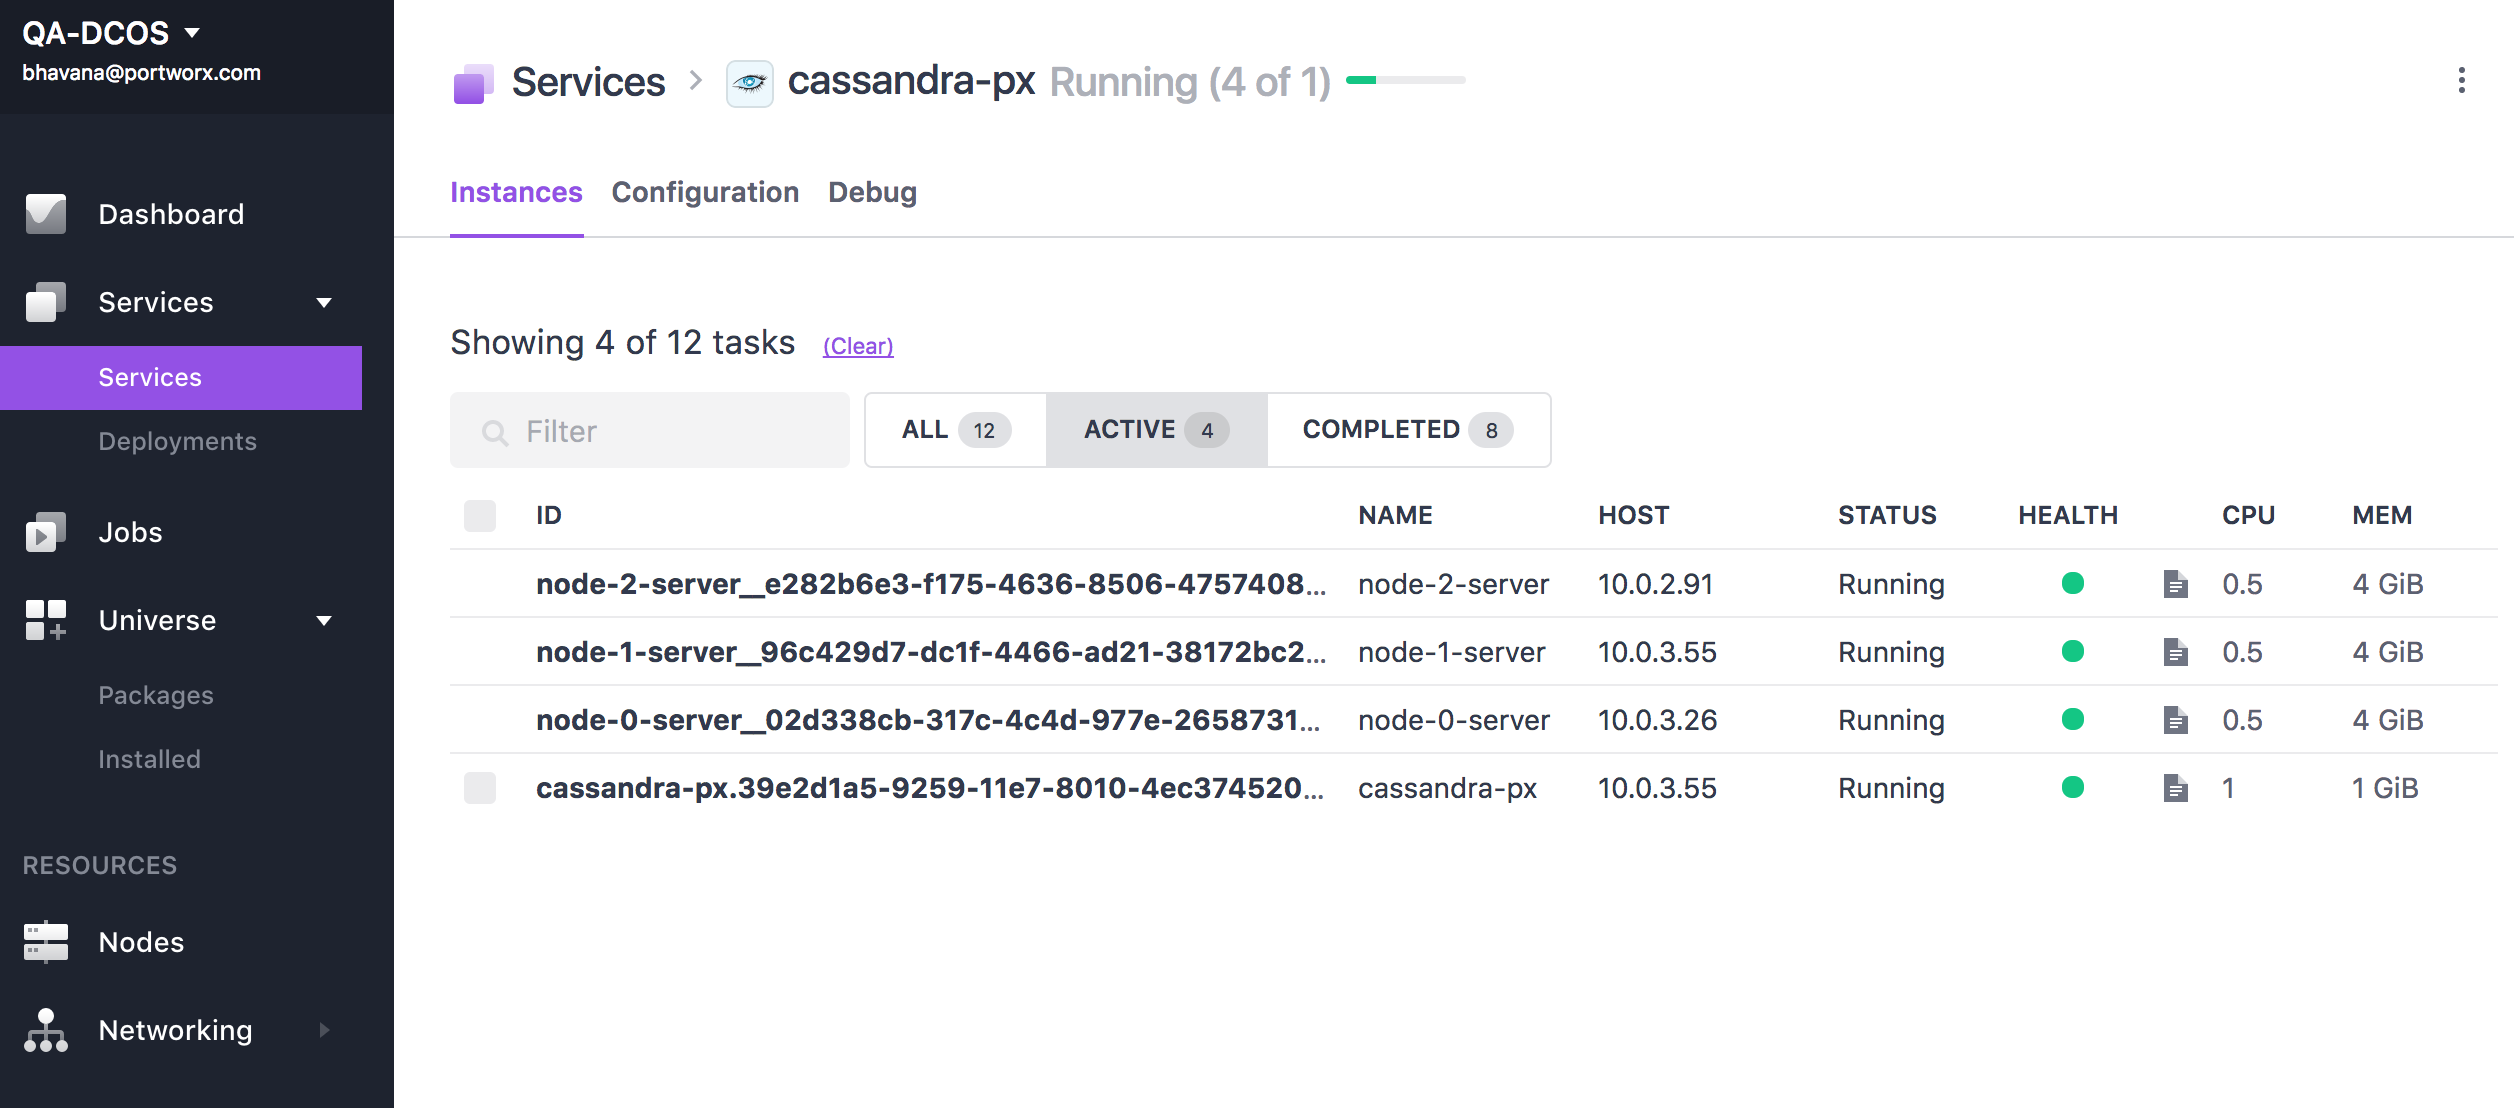 QA-DCOS
bhavana@portworx.com
Dashboard
Services
Services
Deployments
Jobs
Universe
Packages
Installed
RESOURCES
Nodes
Networking
Services cassandra-px Running (4 of 1)
Instances Configuration Debug
Showing 4 of 12 tasks (Clear)
Filter ALL 12 ACTIVE 4 COMPLETED 8
ID NAME HOST STATUS HEALTH CPU MEM
node-2-server__e282b6e3-f175-4636-8506-4757408... node-2-server 10.0.2.91 Running 0.5 4 GiB
node-1-server__96c429d7-dc1f-4466-ad21-38172bc2... node-1-server 10.0.3.55 Running 0.5 4 GiB
node-0-server__02d338cb-317c-4c4d-977e-2658731... node-0-server 10.0.3.26 Running 0.5 4 GiB
cassandra-px.39e2d1a5-9259-11e7-8010-4ec374520... cassandra-px 10.0.3.55 Running 1 1 GiB